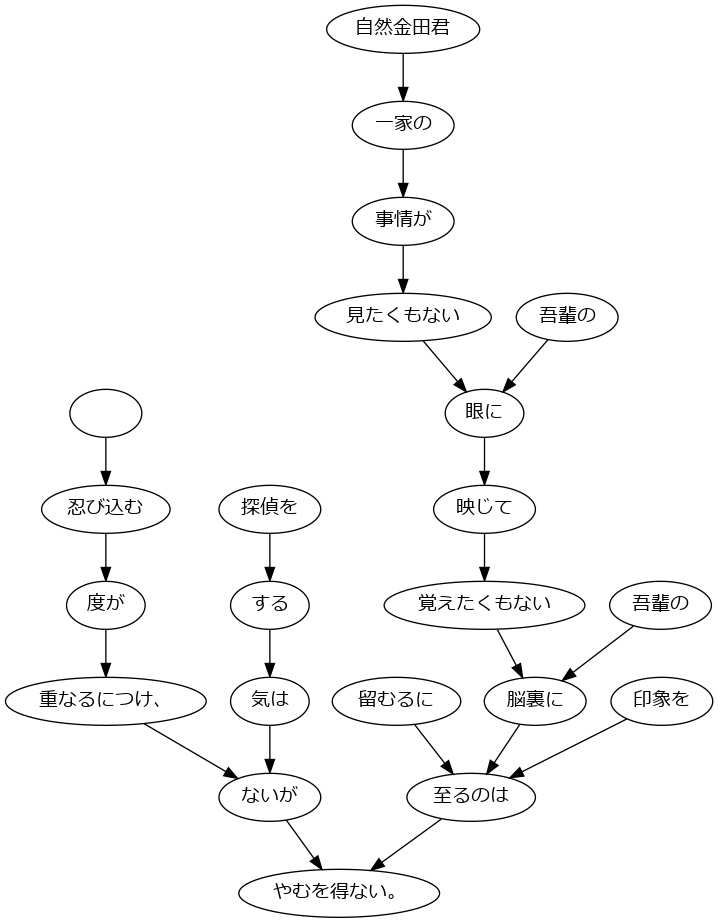 自然金田君
一家の
事情が
見たくもない
吾輩の
眼に
忍び込む
探偵を
映じて
度が
する
覚えたくもない
吾輩の
重なるにつけ、
気は
留むるに
脳裏に
印象を
ないが
至るのは
やむを得ない。